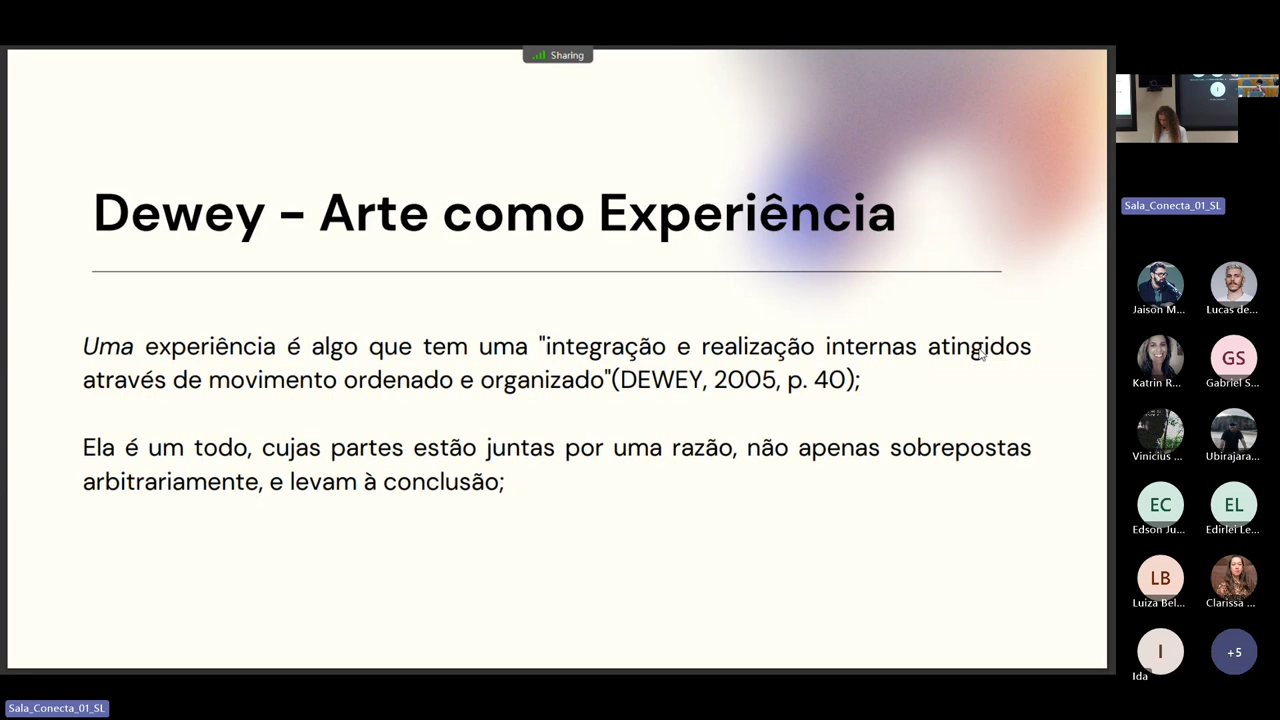 Sharing
Dewey - Arte como Experiência
Uma experiência é algo que tem uma "integração e realização internas atingidos
através de movimento ordenado e organizado"(DEWEY, 2005, p. 40);
Ela é um todo, cujas partes estão juntas por uma razão, não apenas sobrepostas
arbitrariamente, e levam à conclusão;
Sala_Conecta_01_SL
Jaison M...
Lucas de...
Katrin R...
GS
Gabriel S...
Vinicius ...
Ubirajara...
EC
Edson Ju...
EL
Edirlei Le...
LB
Luiza Bel...
Clarissa ...
I
Ida
+5
Sala_Conecta_01_SL